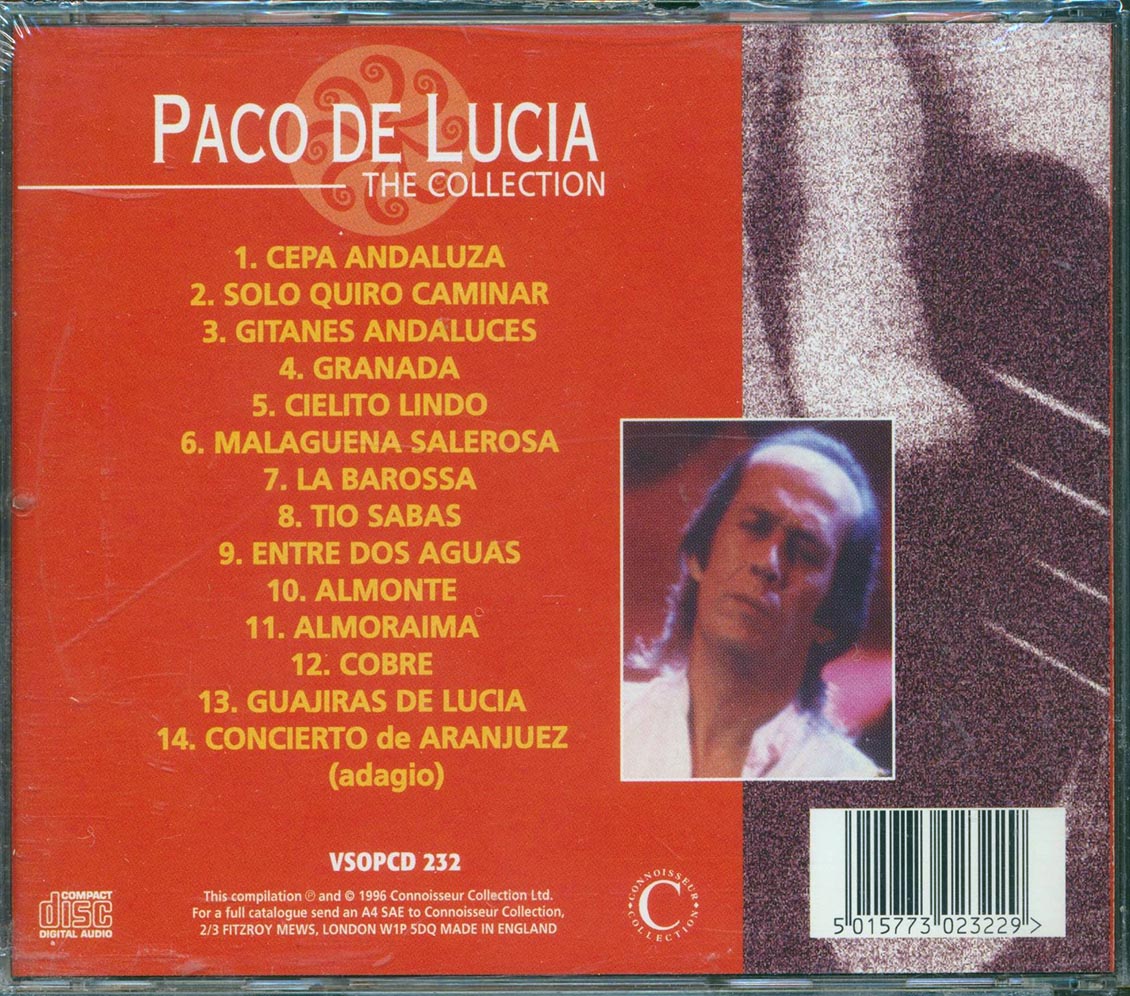 PACO DE LUCIA
THE COLLECTION
1. CEPA ANDALUZA
2. SOLO QUIRO CAMINAR
3. GITANES ANDALUCES
4. GRANADA
5. CIELITO LINDO
6. MALAGUENA SALEROSA
7. LA BAROSSA
8. TIO SABAS
9. ENTRE DOS AGUAS
10. ALMONTE
11. ALMORAIMA
12. COBRE
13. GUAJIRAS DE LUCIA
14. CONCIERTO de ARANJUEZ
(adagio)
VSOPCD 232
This compilation ℗ and © 1996 Connoisseur Collection Ltd.
For a full catalogue send an A4 SAE to Connoisseur Collection,
2/3 FITZROY MEWS, LONDON W1P 5DQ MADE IN ENGLAND
COMPACT
disc
DIGITAL AUDIO
CONNOISSEUR
C
COLLECTION
5 015773 023229 >